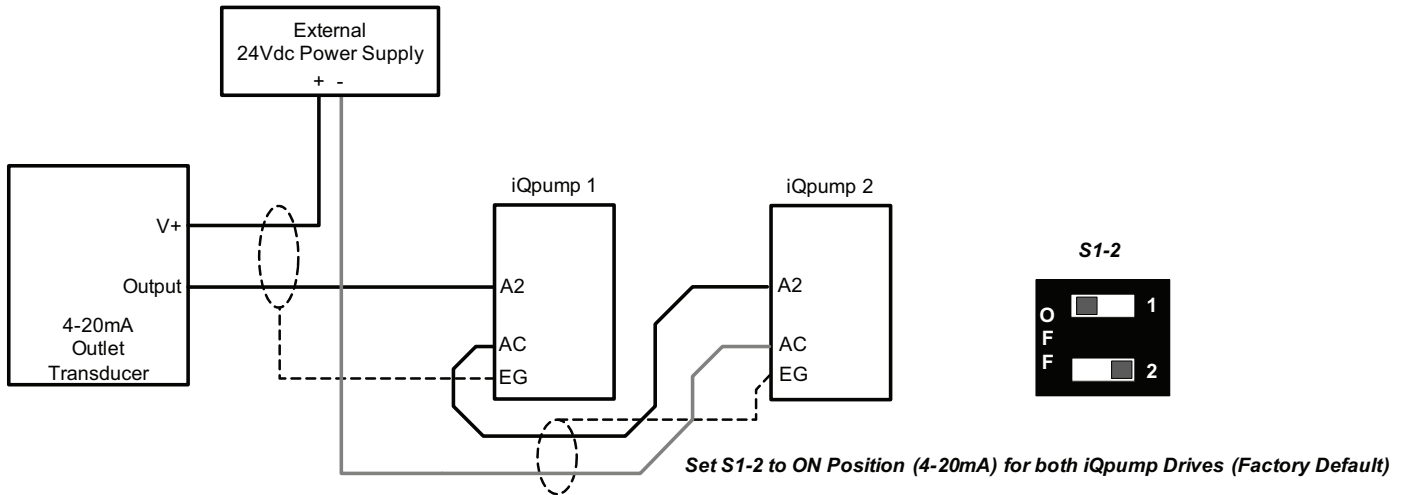 External
24Vdc Power Supply
+ -
V+
Output
4-20mA
Outlet
Transducer
iQpump 1
A2
AC
EG
iQpump 2
A2
AC
EG
S1-2
OFF
1
2
Set S1-2 to ON Position (4-20mA) for both iQpump Drives (Factory Default)